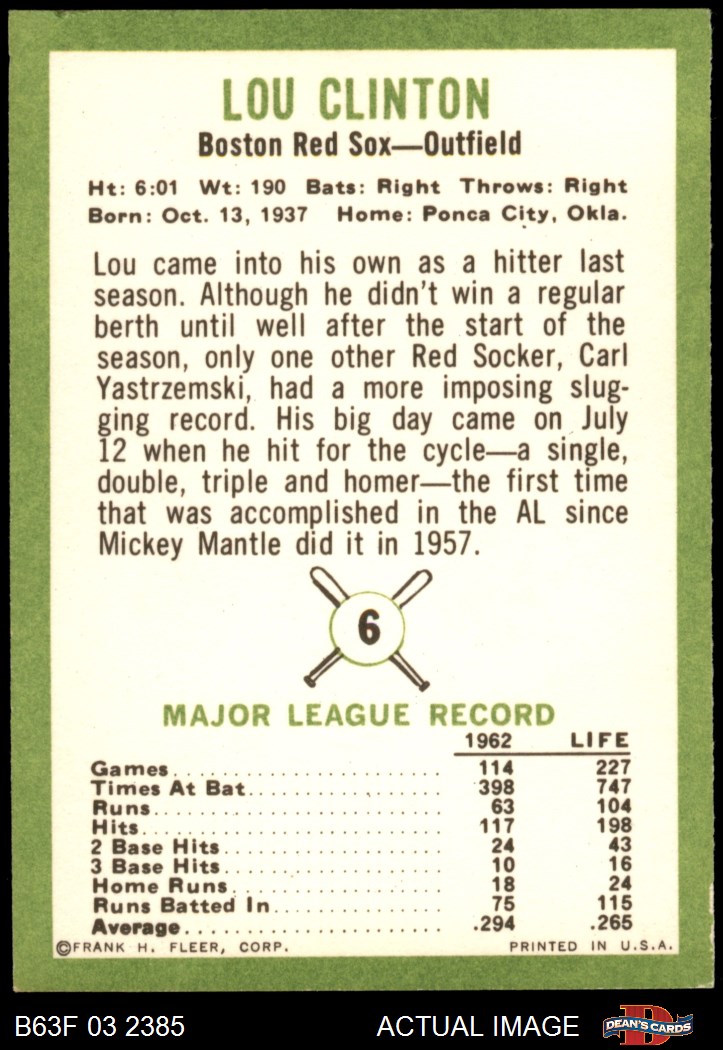 LOU CLINTON
Boston Red Sox—Outfield
Ht: 6:01 Wt: 190 Bats: Right Throws: Right
Born: Oct. 13, 1937 Home: Ponca City, Okla.
Lou came into his own as a hitter last
season. Although he didn't win a regular
berth until well after the start of the
season, only one other Red Socker, Carl
Yastrzemski, had a more imposing slug-
ging record. His big day came on July
12 when he hit for the cycle—a single,
double, triple and homer—the first time
that was accomplished in the AL since
Mickey Mantle did it in 1957.
6
MAJOR LEAGUE RECORD
1962 LIFE
Games 114 227
Times At Bat 398 747
Runs 63 104
Hits 117 198
2 Base Hits 24 43
3 Base Hits 10 16
Home Runs 18 24
Runs Batted In 75 115
Average .294 .265
©FRANK H. FLEER, CORP. PRINTED IN U.S.A.
B63F 03 2385 ACTUAL IMAGE D DEAN'S CARDS